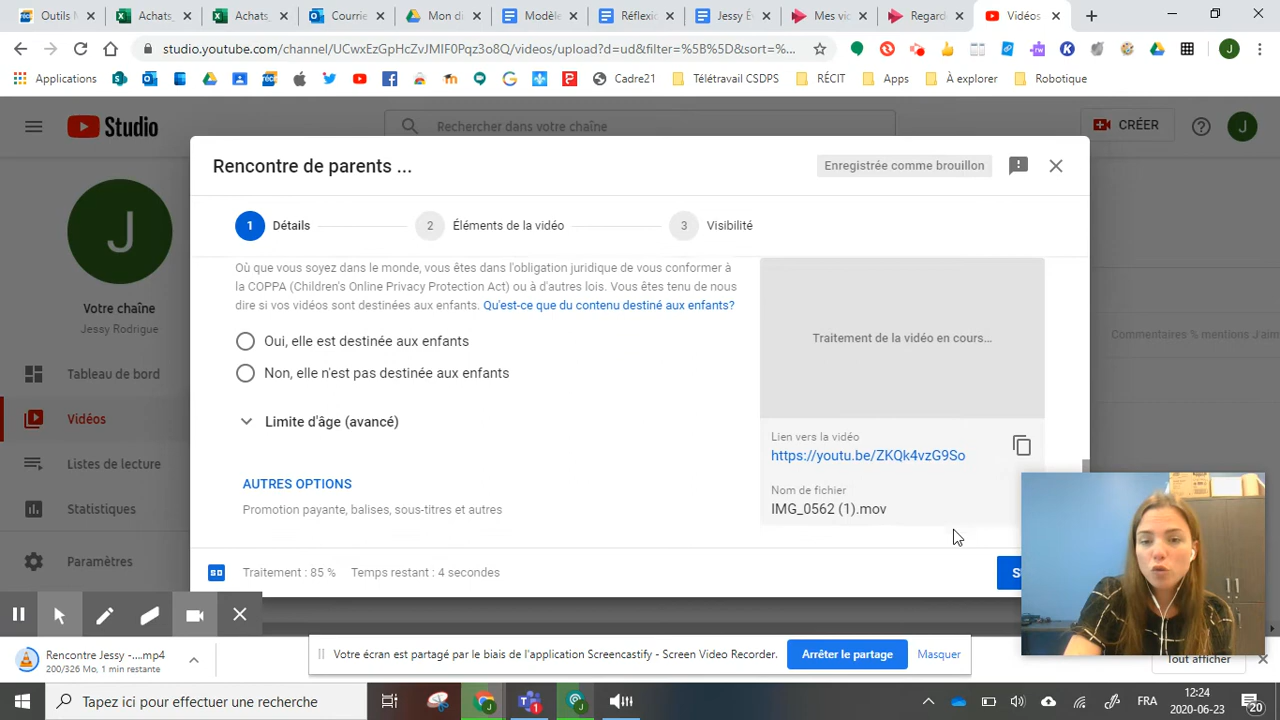 Outils M
Achats_
Achats_
Courrie
Mon d
Modèle
Réflexio
Jessy E
Mes vic
Regard
Vidéos
studio.youtube.com/channel/UCwxEzGpHcZvJMIF0Pqz3o8Q/videos/upload?d=ud&filter=%5B%5D&sort=%...
J
Applications
Cadre21
Télétravail CSDPS
RÉCIT
Apps
À explorer
Robotique
Studio
Rechercher dans votre chaîne
CRÉER
J
Rencontre de parents ...
Enregistrée comme brouillon
1 Détails
2 Éléments de la vidéo
3 Visibilité
J
Votre chaîne
Jessy Rodrigue
Tableau de bord
Vidéos
Listes de lecture
Statistiques
Paramètres
Où que vous soyez dans le monde, vous êtes dans l'obligation juridique de vous conformer à
la COPPA (Children's Online Privacy Protection Act) ou à d'autres lois. Vous êtes tenu de nous
dire si vos vidéos sont destinées aux enfants. Qu'est-ce que du contenu destiné aux enfants?
Oui, elle est destinée aux enfants
Non, elle n'est pas destinée aux enfants
Limite d'âge (avancé)
AUTRES OPTIONS
Promotion payante, balises, sous-titres et autres
Traitement de la vidéo en cours...
Lien vers la vidéo
https://youtu.be/ZKQk4vzG9So
Nom de fichier
IMG_0562 (1).mov
Commentaires % mentions J'aim
SD
Traitement : 85 %
Temps restant : 4 secondes
Rencontre Jessy -....mp4
200/326 Mo, 1 min restante
Votre écran est partagé par le biais de l'application Screencastify - Screen Video Recorder.
Arrêter le partage
Masquer
Tout afficher
Tapez ici pour effectuer une recherche
FRA
12:24
2020-06-23
20